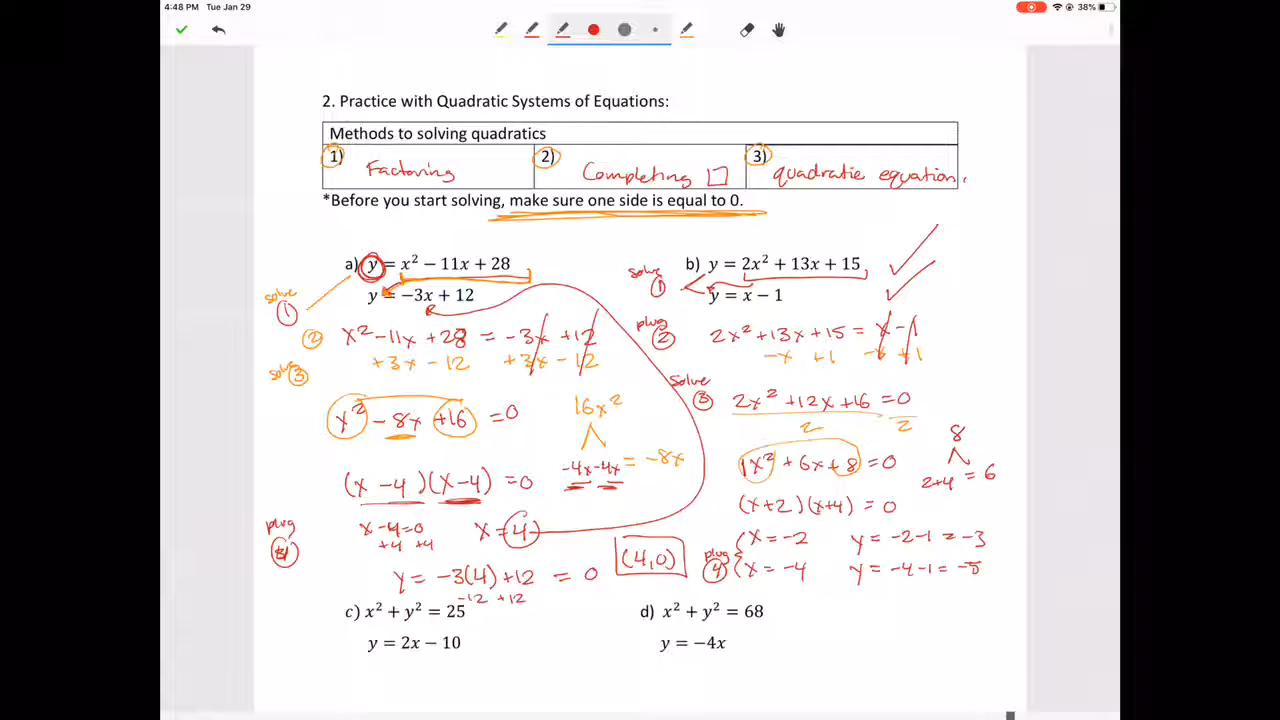 4:48 PM Tue Jan 29
38%
2. Practice with Quadratic Systems of Equations:
Methods to solving quadratics
1) Factoring
2) Completing □
3) quadratic equation.
*Before you start solving, make sure one side is equal to 0.
a) y = x² − 11x + 28
y = −3x + 12
solve ①
② x² − 11x + 28 = −3x + 12
+3x − 12 +3x − 12
solve ③
x² − 8x + 16 = 0
16x²
−4x −4x = −8x
(x − 4)(x − 4) = 0
x − 4 = 0
+4 +4
x = 4
plug
y = −3(4) + 12 = 0
−12 + 12
(4,0)
b) y = 2x² + 13x + 15
y = x − 1
solve ①
plug ②
2x² + 13x + 15 = x − 1
−x +1 −x +1
solve ③
2x² + 12x + 16 = 0
2 2
1x² + 6x + 8 = 0
8
2+4 = 6
(x+2)(x+4) = 0
plug ④
x = −2 y = −2−1 = −3
x = −4 y = −4−1 = −5
c) x² + y² = 25
y = 2x − 10
d) x² + y² = 68
y = −4x